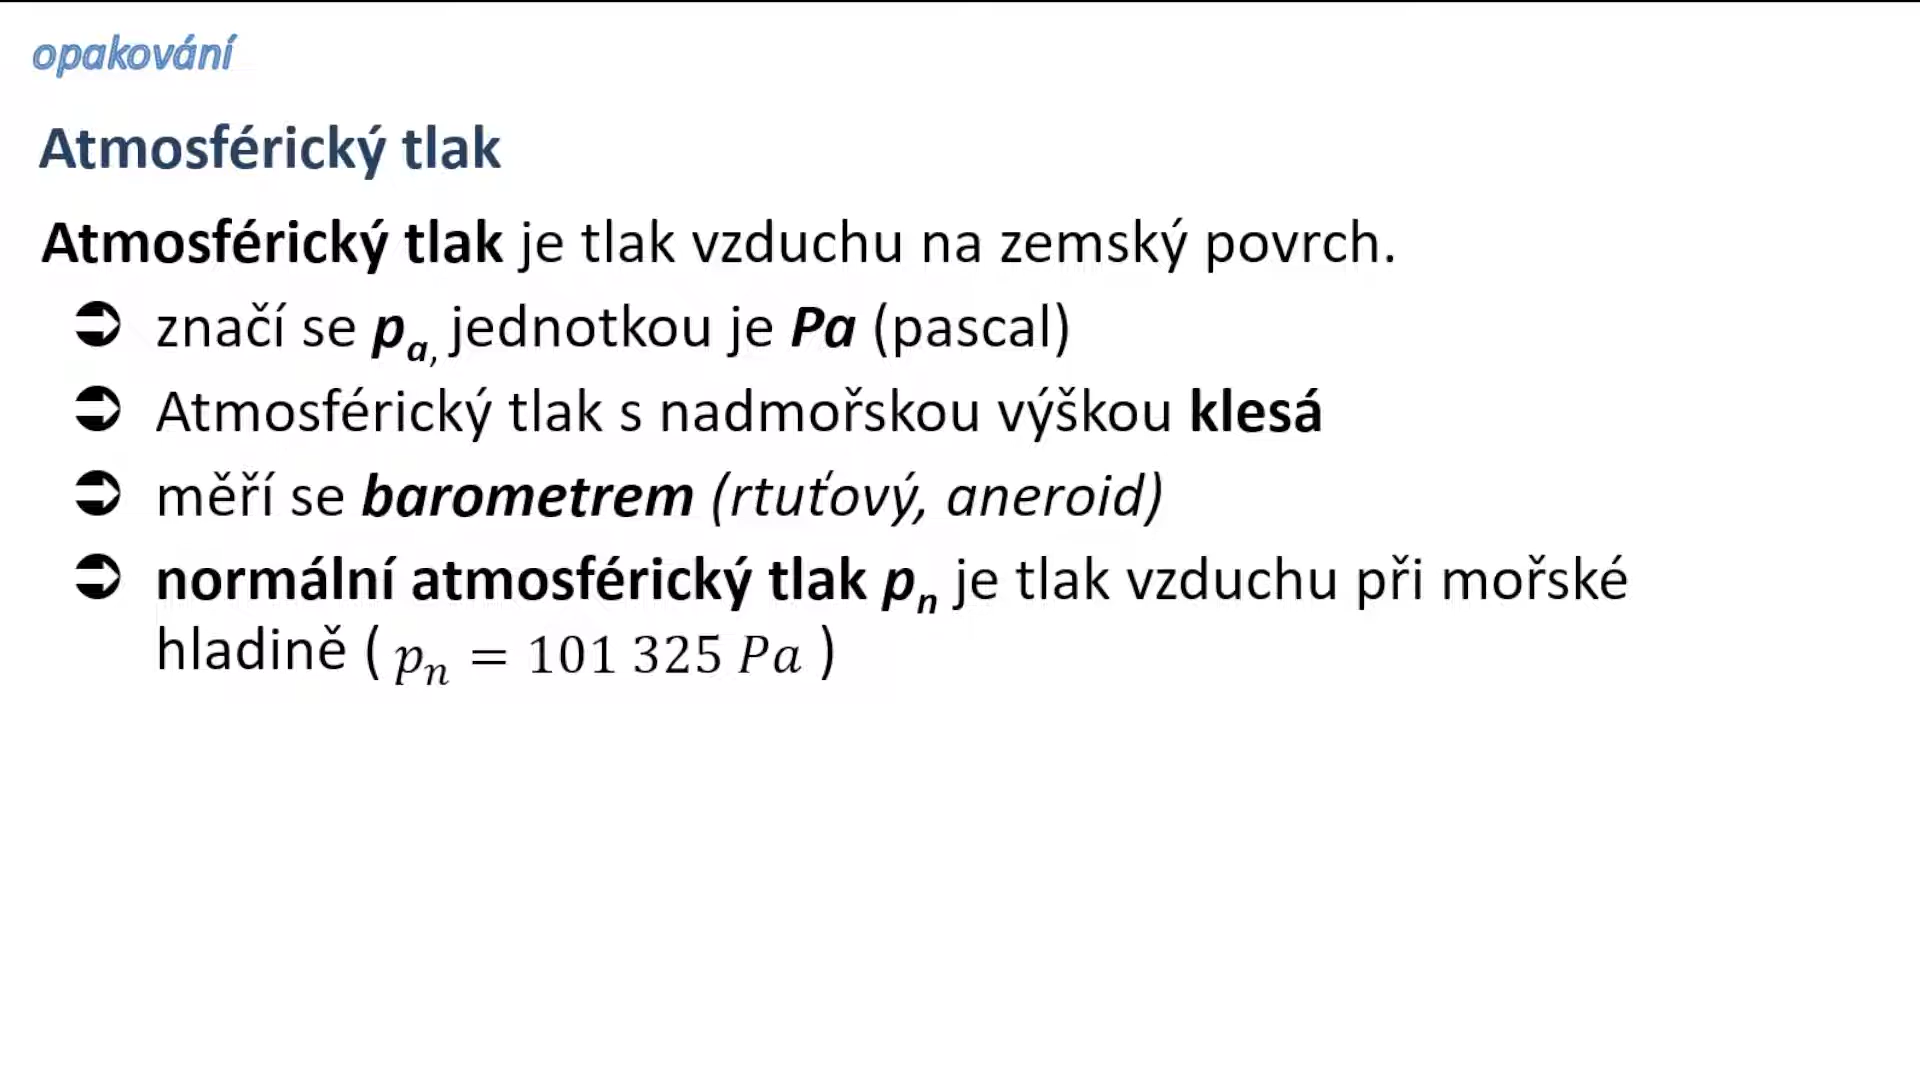 opakování
Atmosférický tlak
Atmosférický tlak je tlak vzduchu na zemský povrch.
➲ značí se pₐ, jednotkou je Pa (pascal)
➲ Atmosférický tlak s nadmořskou výškou klesá
➲ měří se barometrem (rtuťový, aneroid)
➲ normální atmosférický tlak pₙ je tlak vzduchu při mořské
hladině ( pₙ = 101 325 Pa )